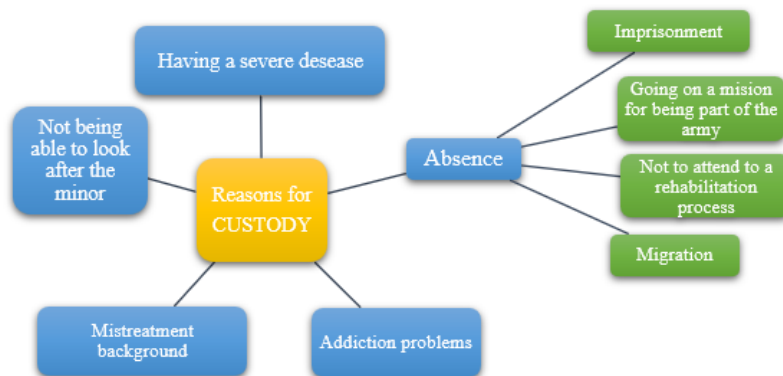 Having a severe desease
Not being
able to look
after the
minor
Reasons for
CUSTODY
Mistreatment
background
Addiction problems
Absence
Imprisonment
Going on a mision
for being part of the
army
Not to attend to a
rehabilitation
process
Migration